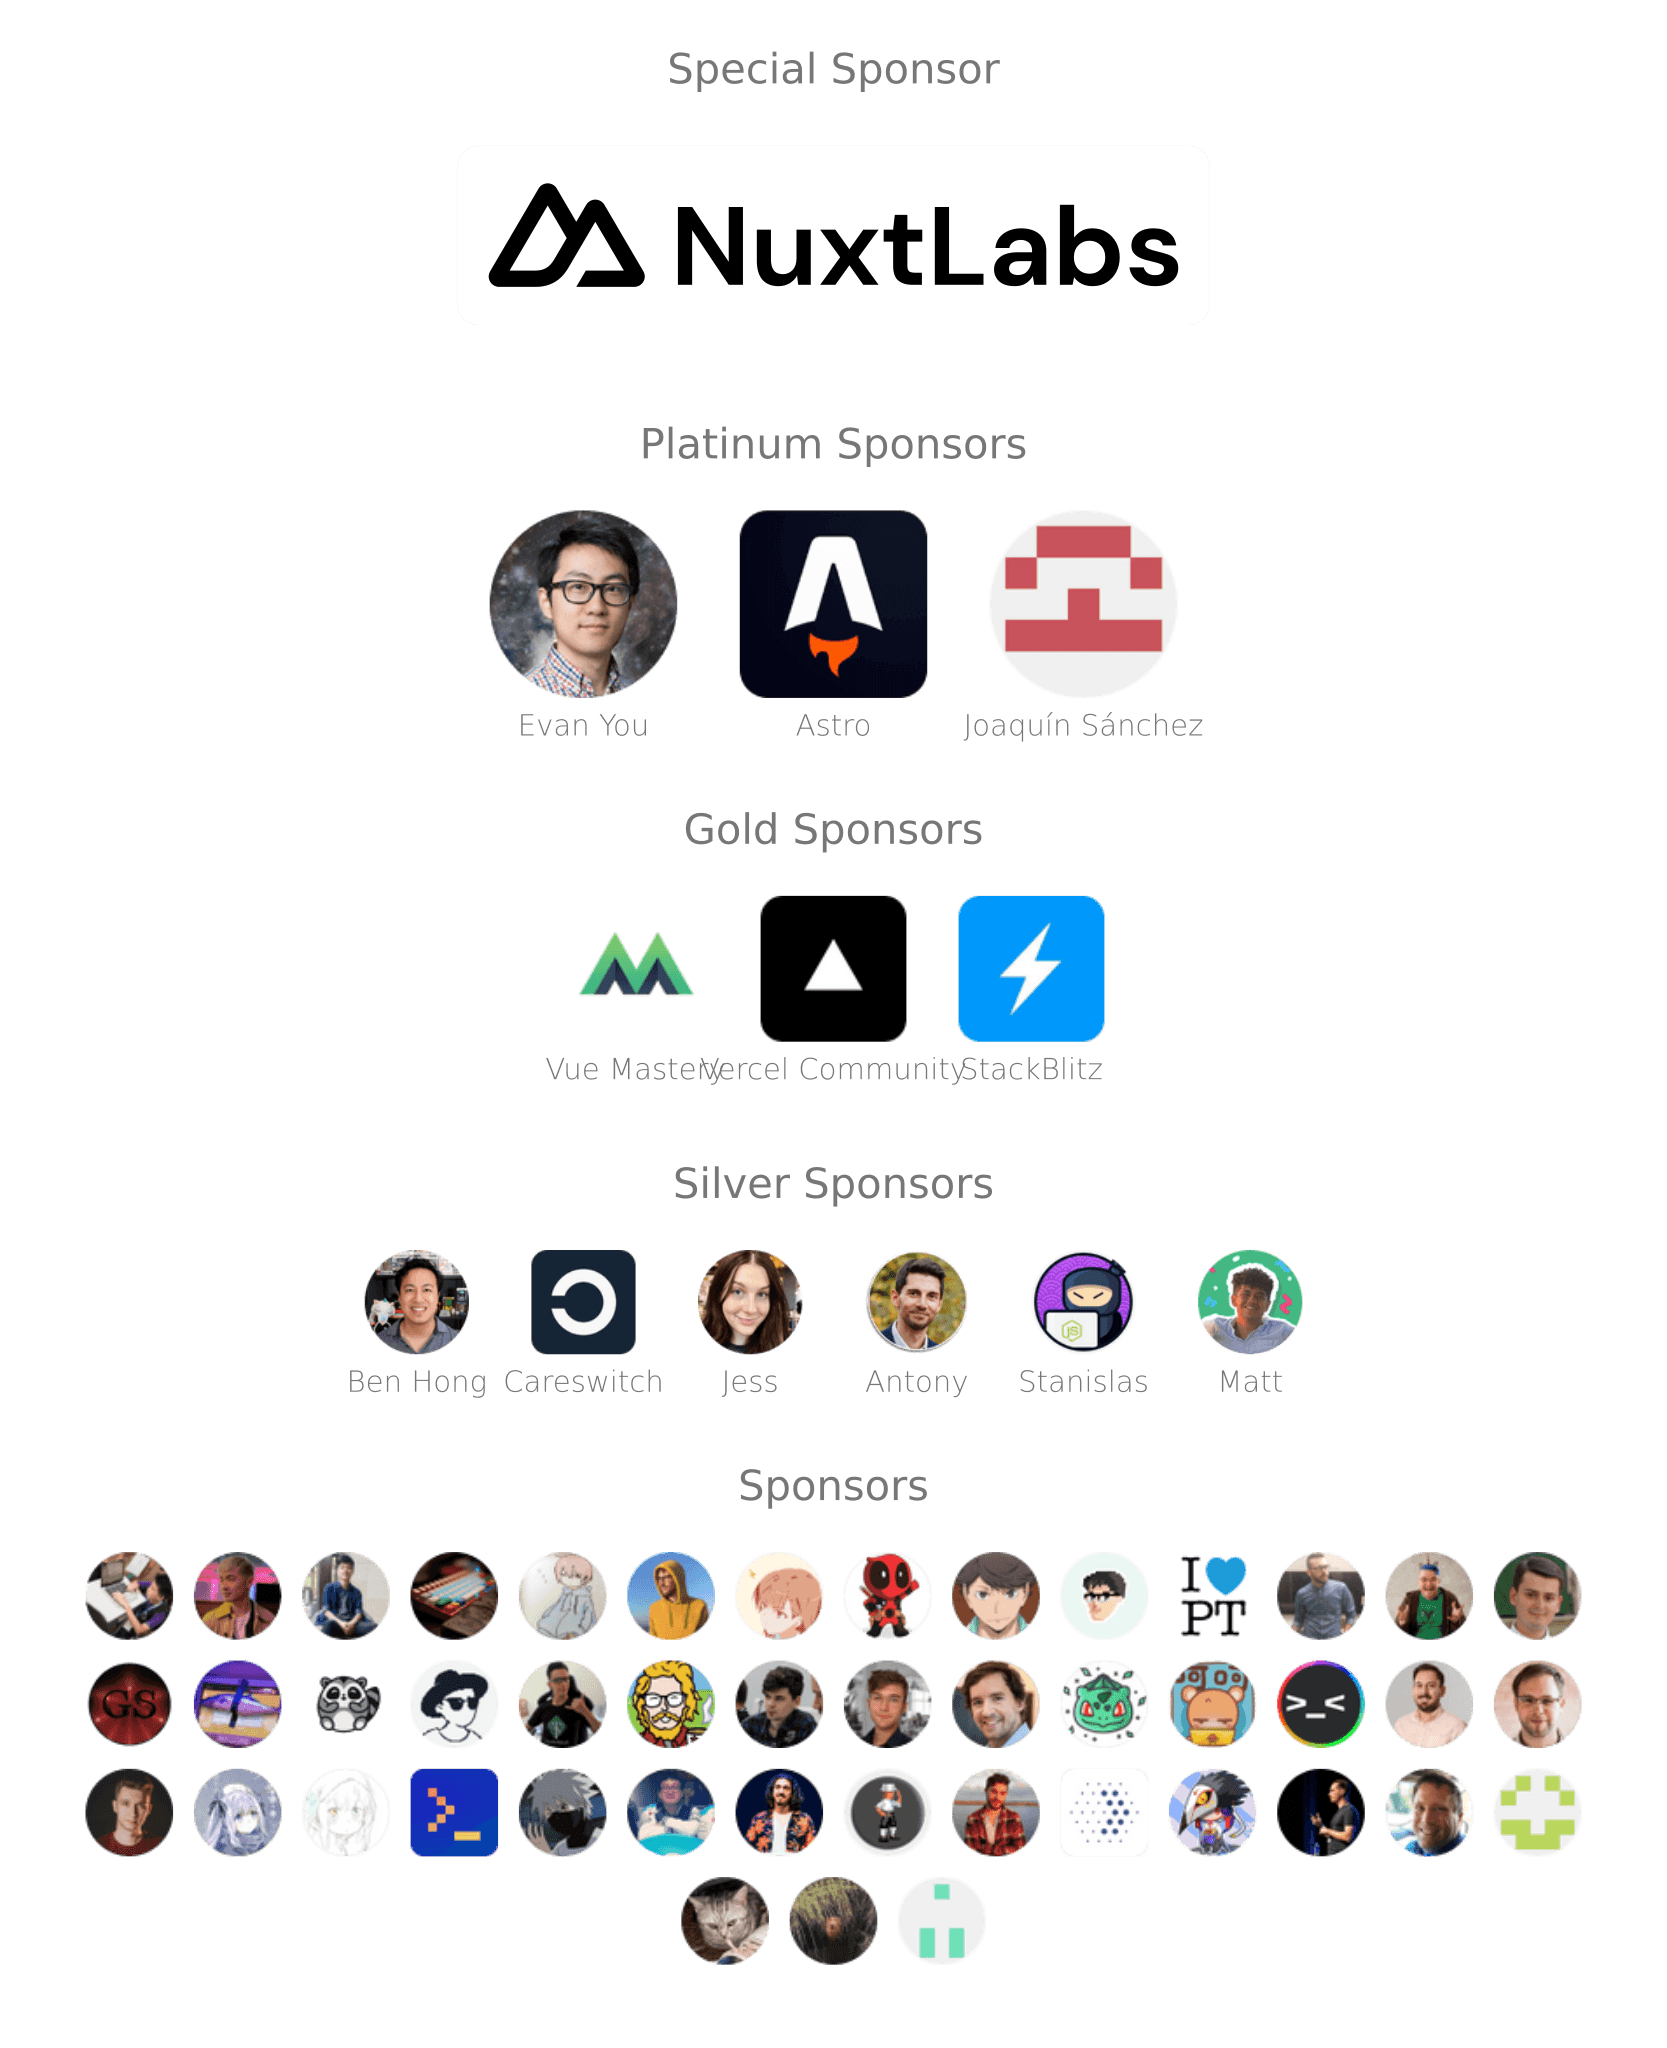 Special Sponsor
NuxtLabs
Platinum Sponsors
Evan You Astro Joaquín Sánchez
Gold Sponsors
Vue Mastery Vercel Community StackBlitz
Silver Sponsors
JS
Ben Hong Careswitch Jess Antony Stanislas Matt
Sponsors
I
PT
GS
>_<